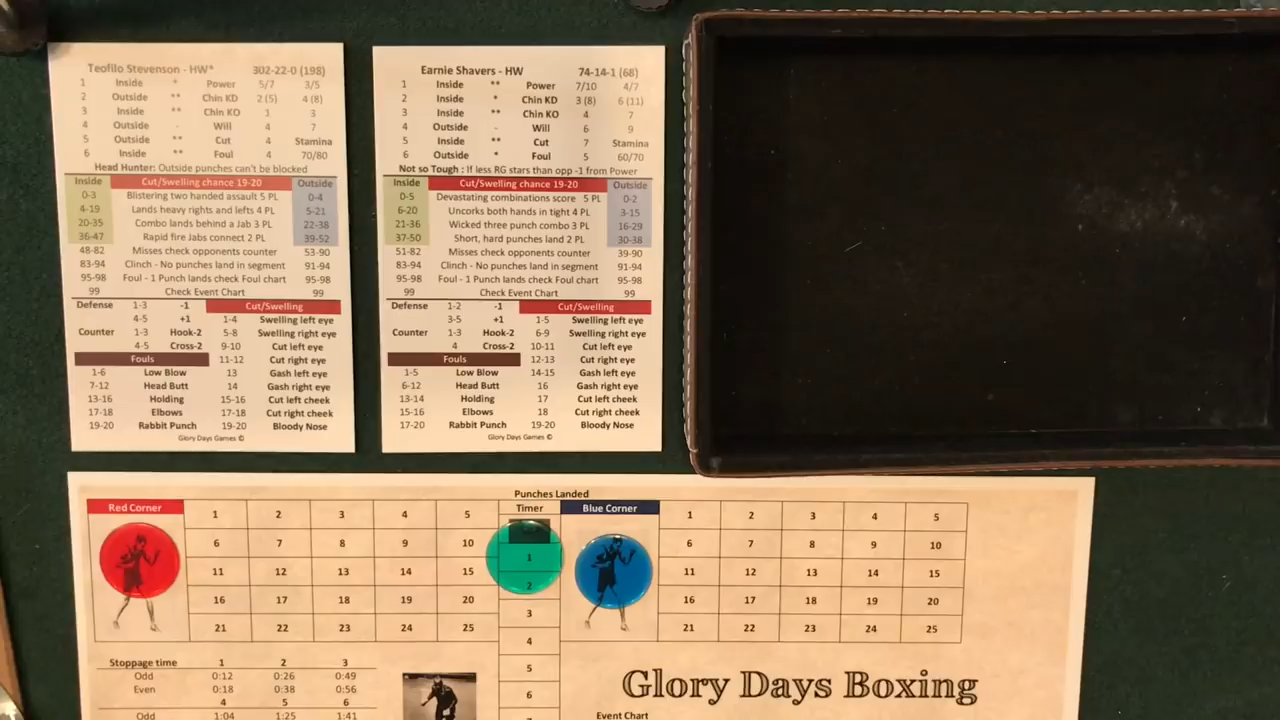 Teofilo Stevenson - HW* 302-22-0 (198)
1 Inside * Power 5/7 3/5
2 Outside ** Chin KD 2 (5) 4 (8)
3 Inside ** Chin KO 1 3
4 Outside - Will 4 7
5 Outside ** Cut 4 Stamina
6 Inside ** Foul 4 70/80
Head Hunter: Outside punches can't be blocked
Inside Cut/Swelling chance 19-20 Outside
0-3 Blistering two handed assault 5 PL 0-4
4-19 Lands heavy rights and lefts 4 PL 5-21
20-35 Combo lands behind a Jab 3 PL 22-38
36-47 Rapid fire Jabs connect 2 PL 39-52
48-82 Misses check opponents counter 53-90
83-94 Clinch - No punches land in segment 91-94
95-98 Foul - 1 Punch lands check Foul chart 95-98
99 Check Event Chart 99
Defense 1-3 -1 Cut/Swelling
4-5 +1 1-4 Swelling left eye
Counter 1-3 Hook-2 5-8 Swelling right eye
4-5 Cross-2 9-10 Cut left eye
Fouls 11-12 Cut right eye
1-6 Low Blow 13 Gash left eye
7-12 Head Butt 14 Gash right eye
13-16 Holding 15-16 Cut left cheek
17-18 Elbows 17-18 Cut right cheek
19-20 Rabbit Punch 19-20 Bloody Nose
Glory Days Games ©
Earnie Shavers - HW 74-14-1 (68)
1 Inside ** Power 7/10 4/7
2 Inside * Chin KD 3 (8) 6 (11)
3 Inside ** Chin KO 4 7
4 Outside - Will 6 9
5 Inside ** Cut 7 Stamina
6 Outside * Foul 5 60/70
Not so Tough ; If less RG stars than opp -1 from Power
Inside Cut/Swelling chance 19-20 Outside
0-5 Devastating combinations score 5 PL 0-2
6-20 Uncorks both hands in tight 4 PL 3-15
21-36 Wicked three punch combo 3 PL 16-29
37-50 Short, hard punches land 2 PL 30-38
51-82 Misses check opponents counter 39-90
83-94 Clinch - No punches land in segment 91-94
95-98 Foul - 1 Punch lands check Foul chart 95-98
99 Check Event Chart 99
Defense 1-2 -1 Cut/Swelling
3-5 +1 1-5 Swelling left eye
Counter 1-3 Hook-2 6-9 Swelling right eye
4 Cross-2 10-11 Cut left eye
Fouls 12-13 Cut right eye
1-5 Low Blow 14-15 Gash left eye
6-12 Head Butt 16 Gash right eye
13-14 Holding 17 Cut left cheek
15-16 Elbows 18 Cut right cheek
17-20 Rabbit Punch 19-20 Bloody Nose
Glory Days Games ©
Punches Landed
Red Corner 1 2 3 4 5 Timer Blue Corner 1 2 3 4 5
6 7 8 9 10 1 6 7 8 9 10
11 12 13 14 15 2 11 12 13 14 15
16 17 18 19 20 3 16 17 18 19 20
21 22 23 24 25 4 21 22 23 24 25
5
6
Stoppage time 1 2 3
Odd 0:12 0:26 0:49
Even 0:18 0:38 0:56
4 5 6
Odd 1:04 1:25 1:41
Glory Days Boxing
Event Chart